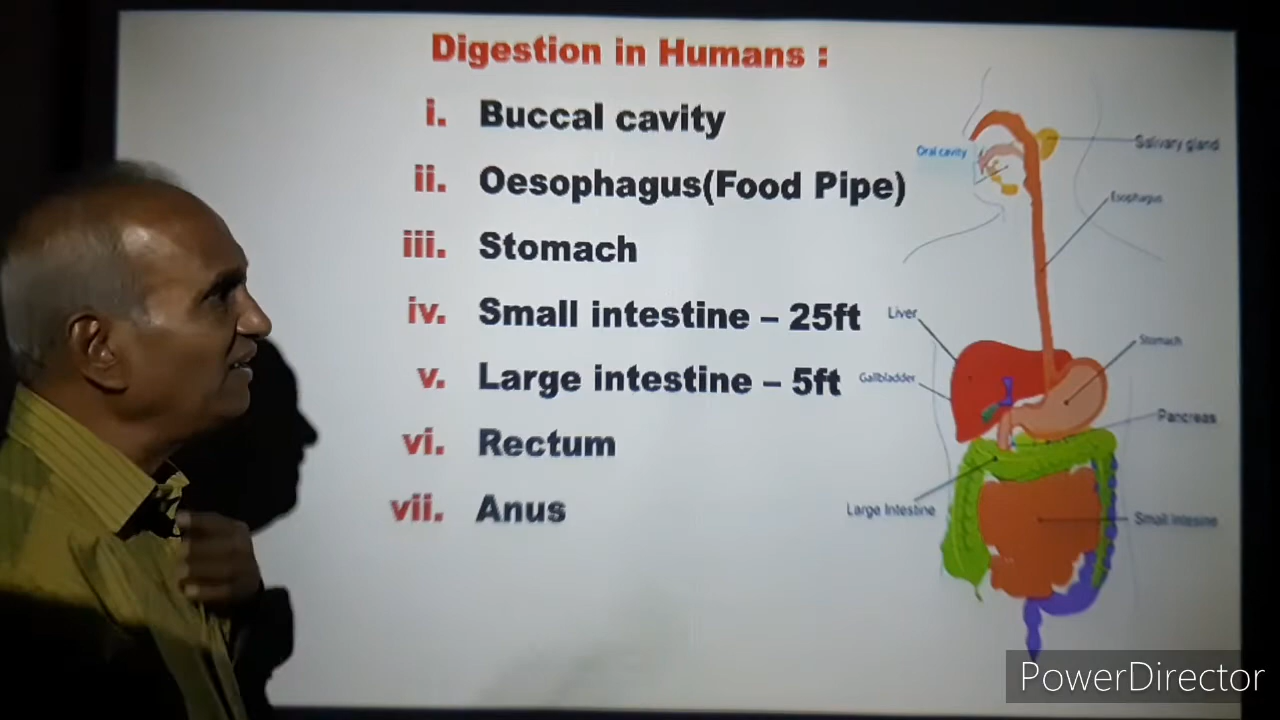 Digestion in Humans :
i. Buccal cavity
ii. Oesophagus(Food Pipe)
iii. Stomach
iv. Small intestine – 25ft
v. Large intestine – 5ft
vi. Rectum
vii. Anus
Oral cavity
Salivary gland
Esophagus
Liver
Stomach
Gallbladder
Pancreas
Large Intestine
Small Intesine
PowerDirector